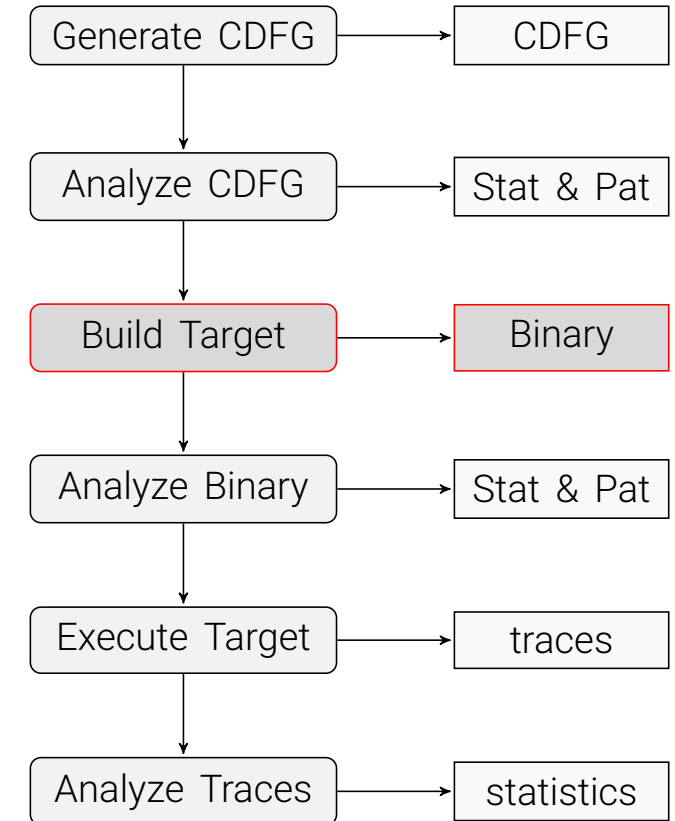 Generate CDFG
CDFG
Analyze CDFG
Stat & Pat
Build Target
Binary
Analyze Binary
Stat & Pat
Execute Target
traces
Analyze Traces
statistics